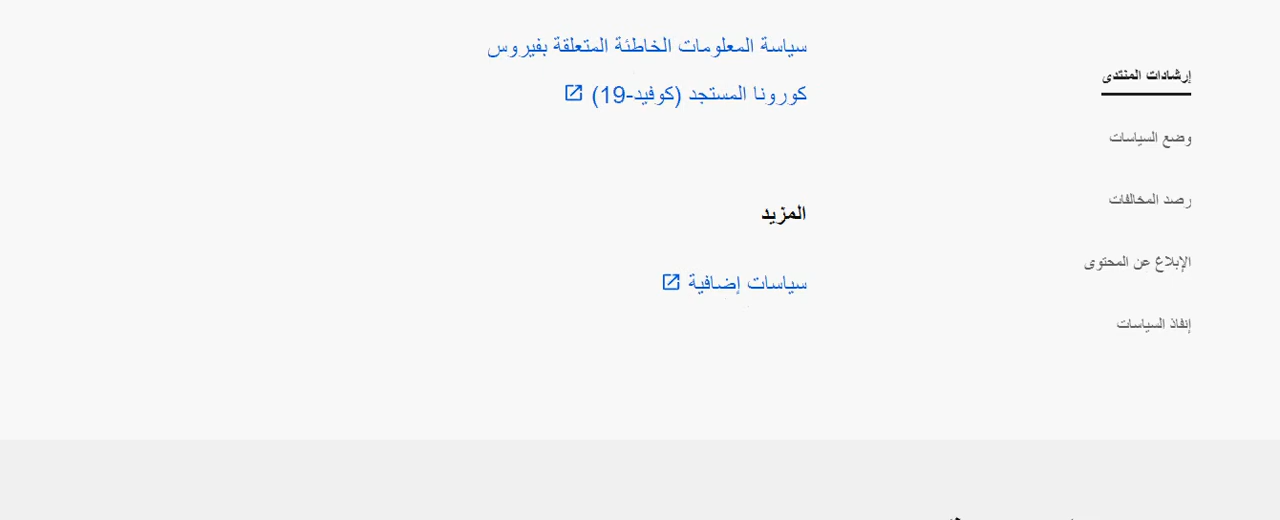 سياسة المعلومات الخاطئة المتعلقة بفيروس
كورونا المستجد (كوفيد-19)
المزيد
سياسات إضافية
إرشادات المنتدى
وضع السياسات
رصد المخالفات
الإبلاغ عن المحتوى
إنفاذ السياسات